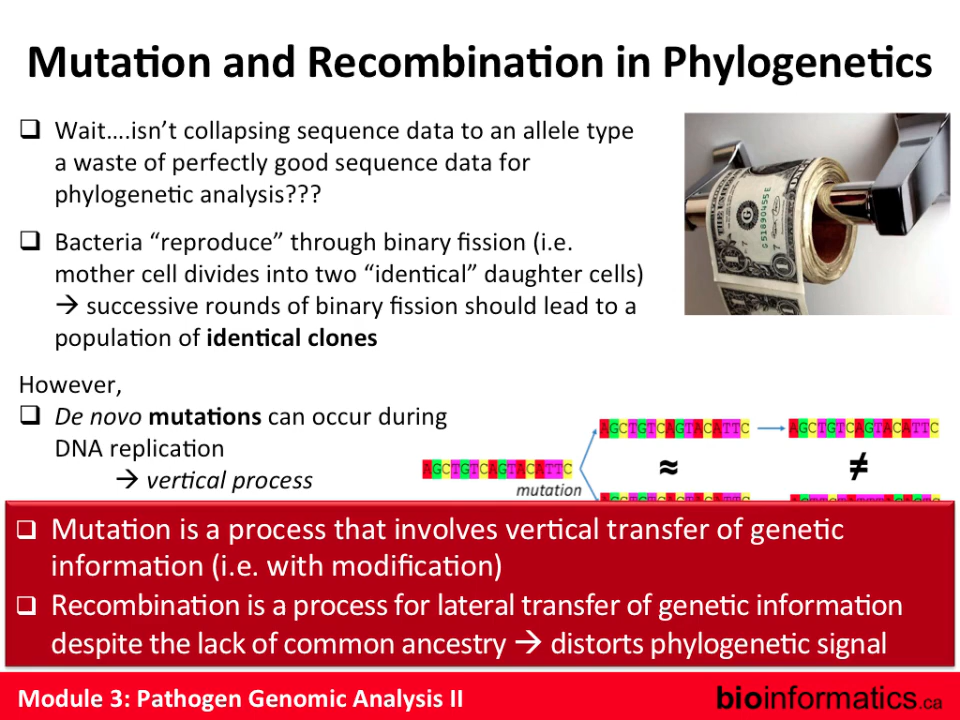 Mutation and Recombination in Phylogenetics
❑ Wait....isn't collapsing sequence data to an allele type
a waste of perfectly good sequence data for
phylogenetic analysis???
❑ Bacteria “reproduce” through binary fission (i.e.
mother cell divides into two “identical” daughter cells)
→ successive rounds of binary fission should lead to a
population of identical clones
However,
❑ De novo mutations can occur during
DNA replication
→ vertical process
AGCTGTCAGTACATTC
mutation
AGCTGTCAGTACATTC
AGCTGTCAGTACATTC
≈
≠
❑ Mutation is a process that involves vertical transfer of genetic
information (i.e. with modification)
❑ Recombination is a process for lateral transfer of genetic information
despite the lack of common ancestry → distorts phylogenetic signal
Module 3: Pathogen Genomic Analysis II
bioinformatics.ca